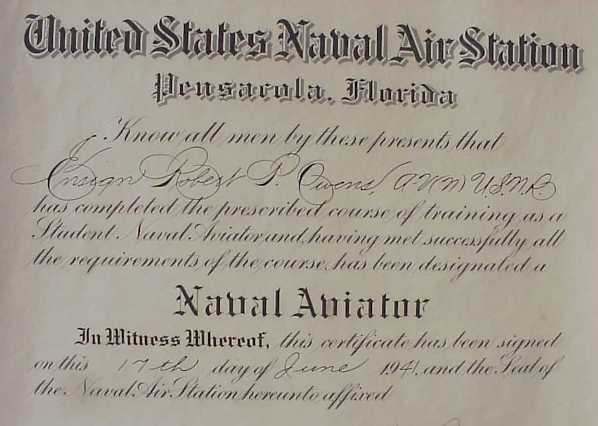 United States Naval Air Station
Pensacola, Florida
Know all men by these presents that
Ensign Robert P. Owens, A-V(N) U.S.N.R.
has completed the prescribed course of training as a
Student Naval Aviator and, having met successfully all
the requirements of the course, has been designated a
Naval Aviator
In Witness Whereof, this certificate has been signed
on this 17th day of June 1941, and the Seal of
the Naval Air Station hereunto affixed